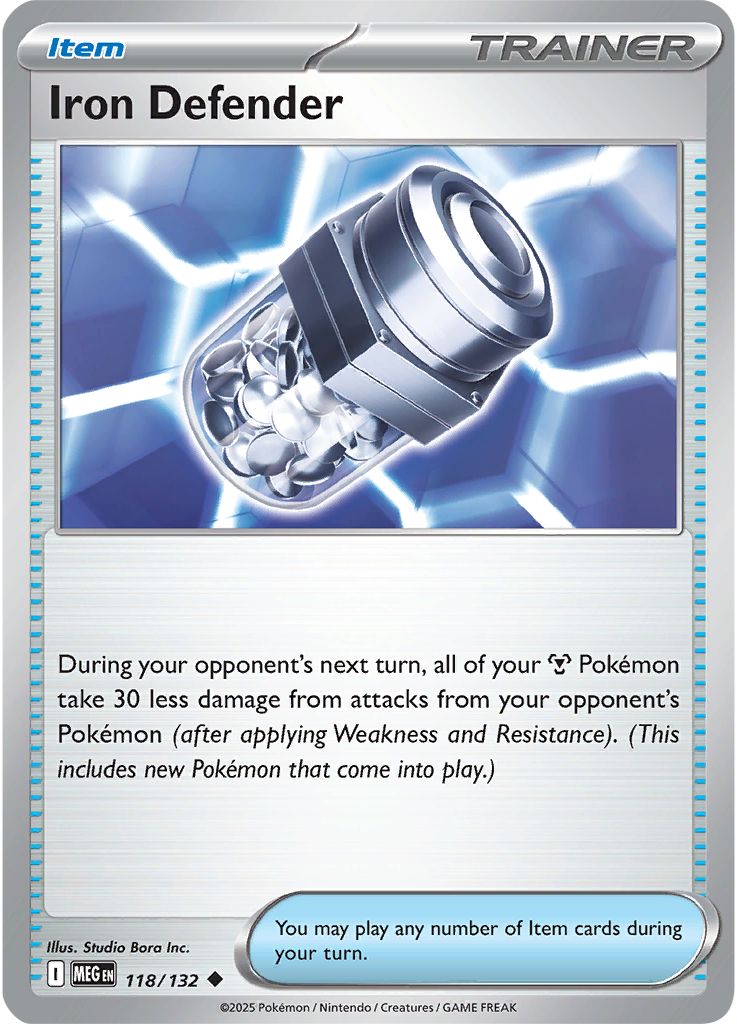 Item
TRAINER
Iron Defender
During your opponent's next turn, all of your Pokémon
take 30 less damage from attacks from your opponent's
Pokémon (after applying Weakness and Resistance). (This
includes new Pokémon that come into play.)
You may play any number of Item cards during
your turn.
Illus. Studio Bora Inc.
I MEG EN 118/132
©2025 Pokémon / Nintendo / Creatures / GAME FREAK